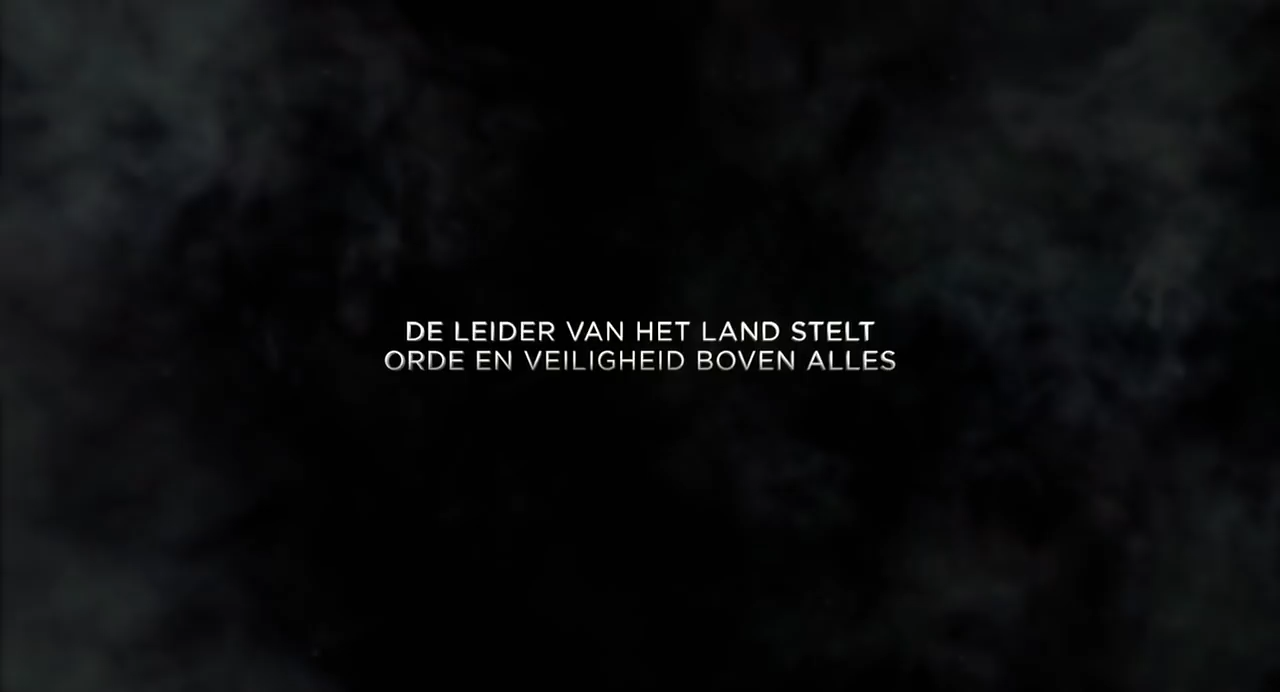 DE LEIDER VAN HET LAND STELT
ORDE EN VEILIGHEID BOVEN ALLES